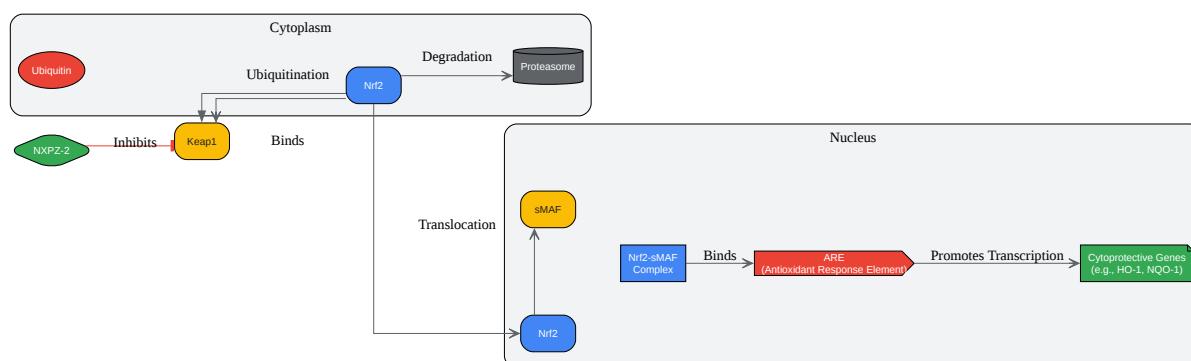 Cytoplasm
Ubiquitin
Ubiquitination
Nrf2
Degradation
Proteasome
NXPZ-2
Inhibits
Keap1
Binds
Nucleus
Translocation
sMAF
Nrf2
Nrf2-sMAF
Complex
Binds
ARE
(Antioxidant Response Element)
Promotes Transcription
Cytoprotective Genes
(e.g., HO-1, NQO-1)